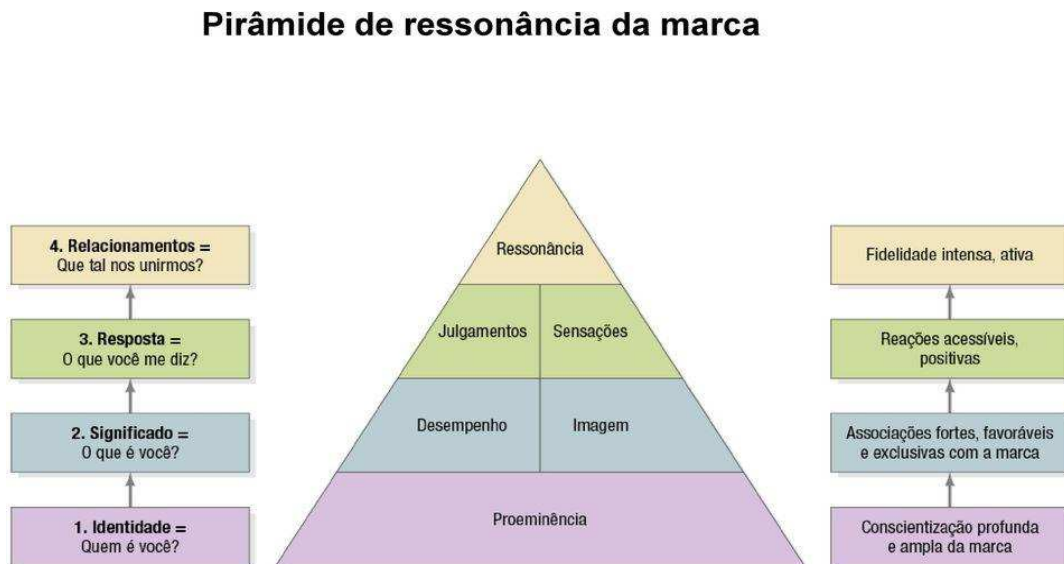 Pirâmide de ressonância da marca
4. Relacionamentos =
Que tal nos unirmos?
Ressonância
Fidelidade intensa, ativa
3. Resposta =
O que você me diz?
Julgamentos
Sensações
Reações acessíveis,
positivas
2. Significado =
O que é você?
Desempenho
Imagem
Associações fortes, favoráveis
e exclusivas com a marca
1. Identidade =
Quem é você?
Proeminência
Conscientização profunda
e ampla da marca